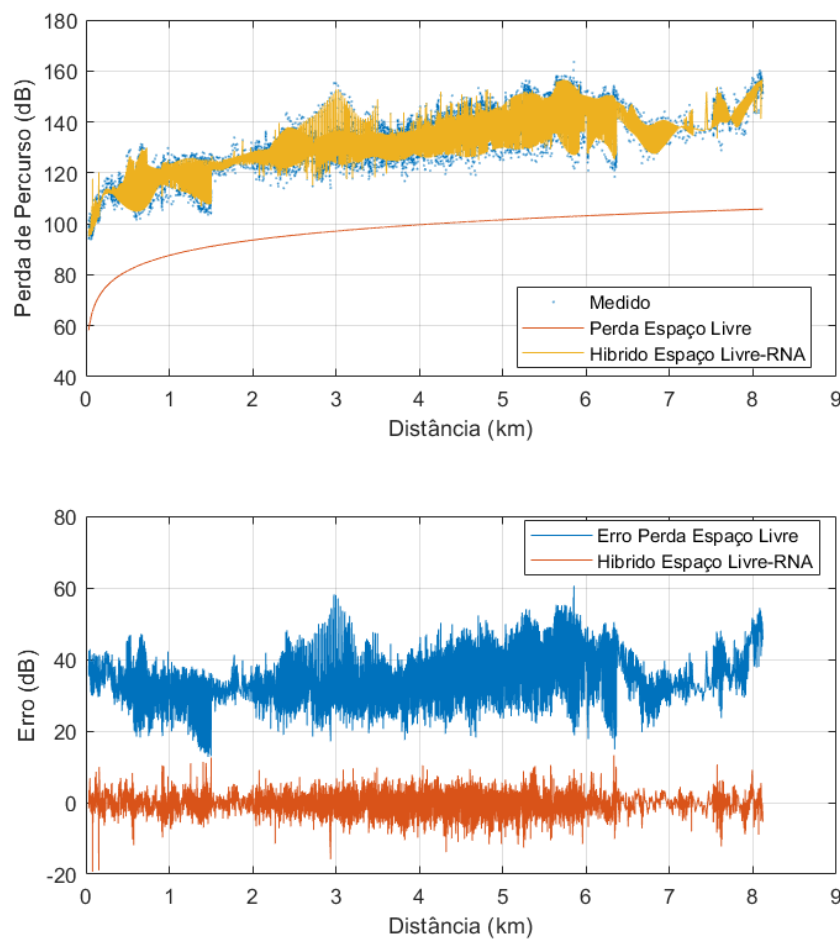 180
160
140
120
100
80
60
40
Perda de Percurso (dB)
Medido
Perda Espaço Livre
Hibrido Espaço Livre-RNA
0 1 2 3 4 5 6 7 8 9
Distância (km)
80
60
40
20
0
-20
Erro (dB)
Erro Perda Espaço Livre
Hibrido Espaço Livre-RNA
0 1 2 3 4 5 6 7 8 9
Distância (km)